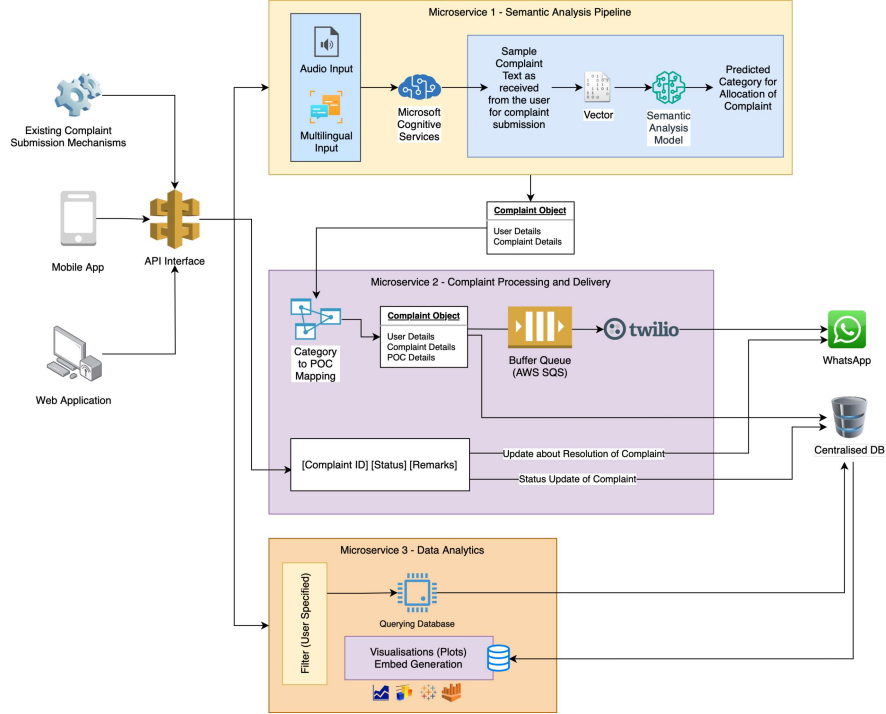 Microservice 1 - Semantic Analysis Pipeline
Audio Input
Multilingual
Input
Microsoft
Cognitive
Services
Sample
Complaint
Text as
received
from the user
for complaint
submission
Vector
Semantic
Analysis
Model
Predicted
Category for
Allocation of
Complaint
Existing Complaint
Submission Mechanisms
Mobile App
API Interface
Web Application
Complaint Object
User Details
Complaint Details
Microservice 2 - Complaint Processing and Delivery
Category
to POC
Mapping
Complaint Object
User Details
Complaint Details
POC Details
Buffer Queue
(AWS SQS)
twilio
WhatsApp
Centralised DB
[Complaint ID] [Status] [Remarks]
Update about Resolution of Complaint
Status Update of Complaint
Microservice 3 - Data Analytics
Filter (User Specified)
Querying Database
Visualisations (Plots)
Embed Generation